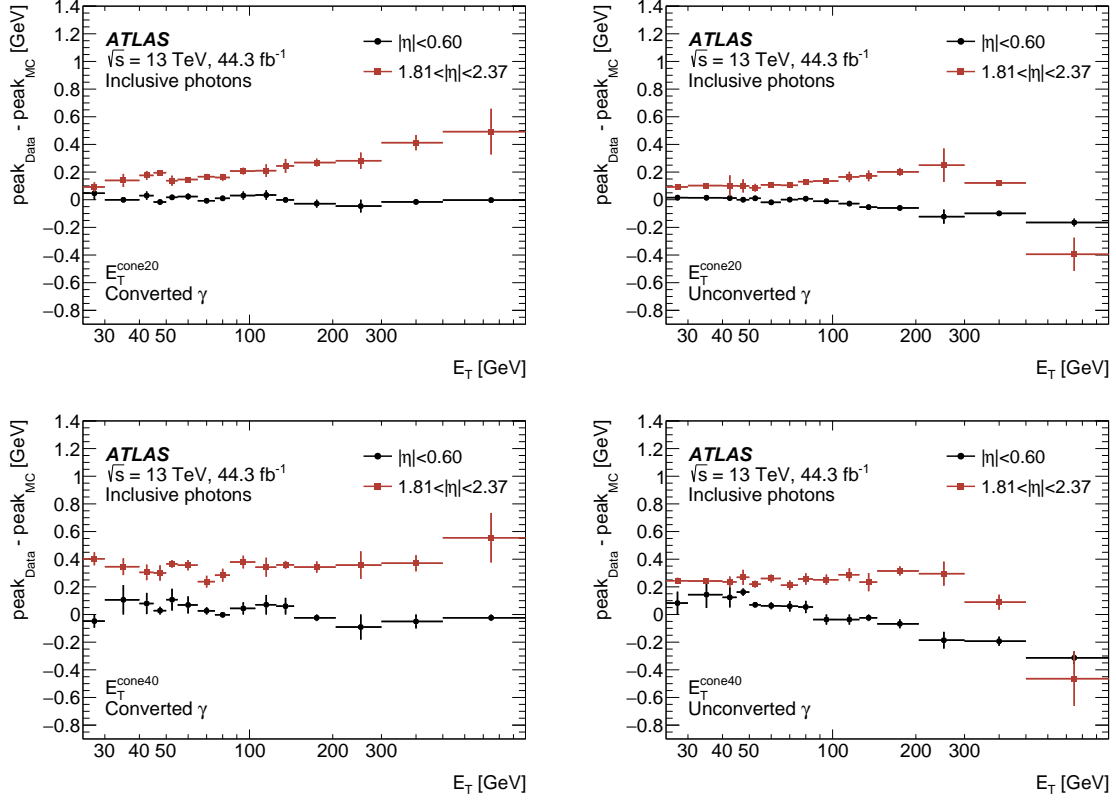 peak_Data - peak_MC [GeV]
1.4
1.2
1
0.8
0.6
0.4
0.2
0
−0.2
−0.4
−0.6
−0.8
ATLAS
√s = 13 TeV, 44.3 fb⁻¹
Inclusive photons
|η|<0.60
1.81<|η|<2.37
E_T^cone20
Converted γ
30 40 50 100 200 300
E_T [GeV]
peak_Data - peak_MC [GeV]
1.4
1.2
1
0.8
0.6
0.4
0.2
0
−0.2
−0.4
−0.6
−0.8
ATLAS
√s = 13 TeV, 44.3 fb⁻¹
Inclusive photons
|η|<0.60
1.81<|η|<2.37
E_T^cone20
Unconverted γ
30 40 50 100 200 300
E_T [GeV]
peak_Data - peak_MC [GeV]
1.4
1.2
1
0.8
0.6
0.4
0.2
0
−0.2
−0.4
−0.6
−0.8
ATLAS
√s = 13 TeV, 44.3 fb⁻¹
Inclusive photons
|η|<0.60
1.81<|η|<2.37
E_T^cone40
Converted γ
30 40 50 100 200 300
E_T [GeV]
peak_Data - peak_MC [GeV]
1.4
1.2
1
0.8
0.6
0.4
0.2
0
−0.2
−0.4
−0.6
−0.8
ATLAS
√s = 13 TeV, 44.3 fb⁻¹
Inclusive photons
|η|<0.60
1.81<|η|<2.37
E_T^cone40
Unconverted γ
30 40 50 100 200 300
E_T [GeV]